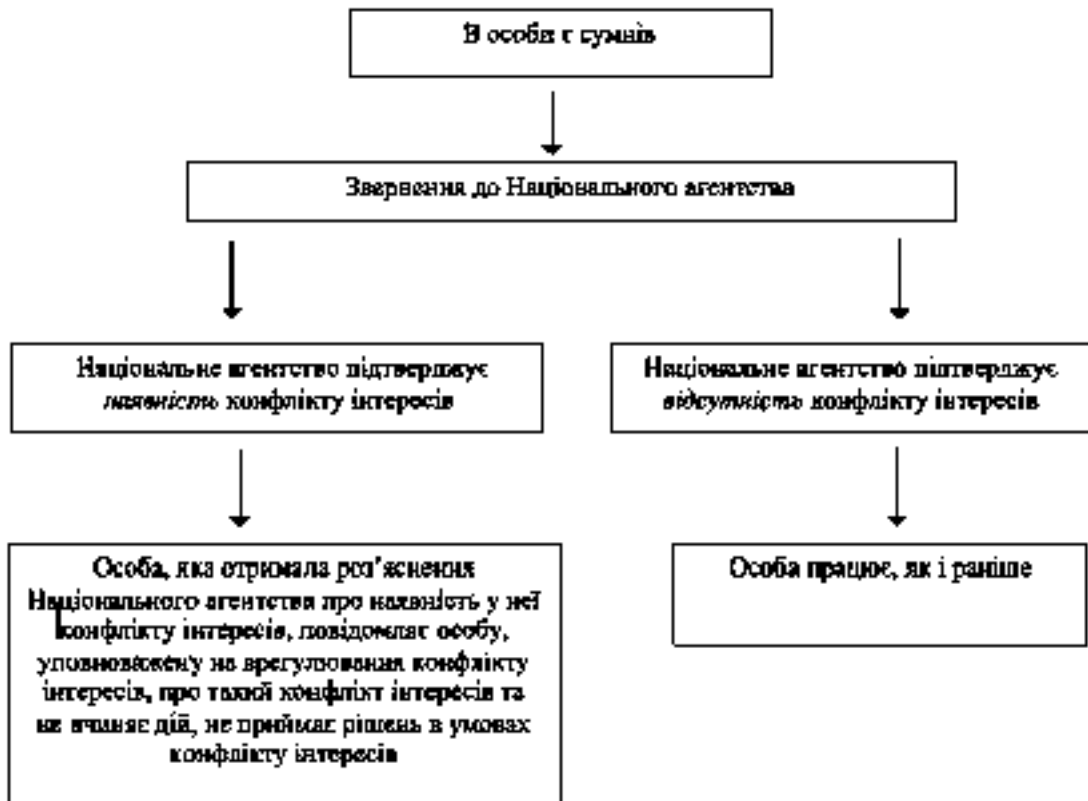 В особи є сумнів
Звернення до Національного агентства
Національне агентство підтверджує
наявність конфлікту інтересів
Національне агентство підтверджує
відсутність конфлікту інтересів
Особа, яка отримала роз’яснення
Національного агентства про наявність у неї
конфлікту інтересів, повідомляє особу,
уповноважену на врегулювання конфлікту
інтересів, про такий конфлікт інтересів та
не вчиняє дій, не приймає рішень в умовах
конфлікту інтересів
Особа працює, як і раніше